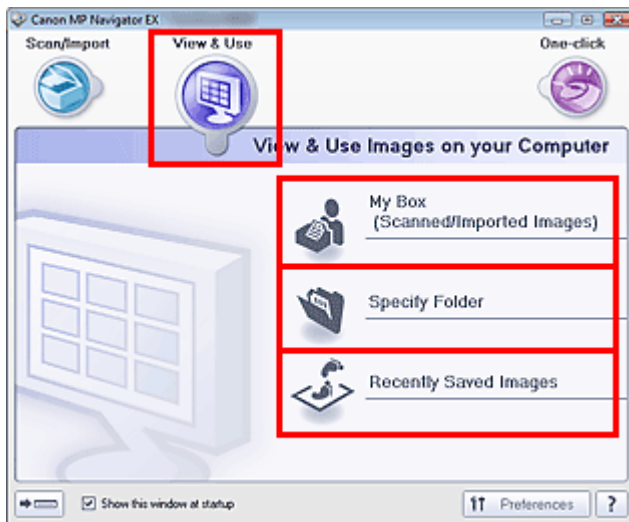 Canon MP Navigator EX
Scan/Import
View & Use
One-click
View & Use Images on your Computer
My Box
(Scanned/Imported Images)
Specify Folder
Recently Saved Images
Show this window at startup
Preferences
?